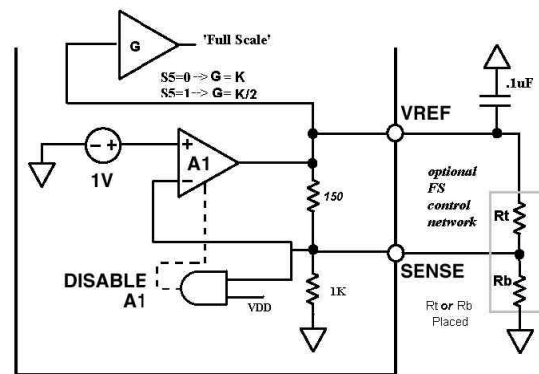 G
'Full Scale'
S5=0-->G=K
S5=1-->G=K/2
.1uF
VREF
- +
1V
+
A1
-
150
optional
FS
control
network
Rt
DISABLE
A1
VDD
1K
SENSE
Rb
Rt or Rb
Placed